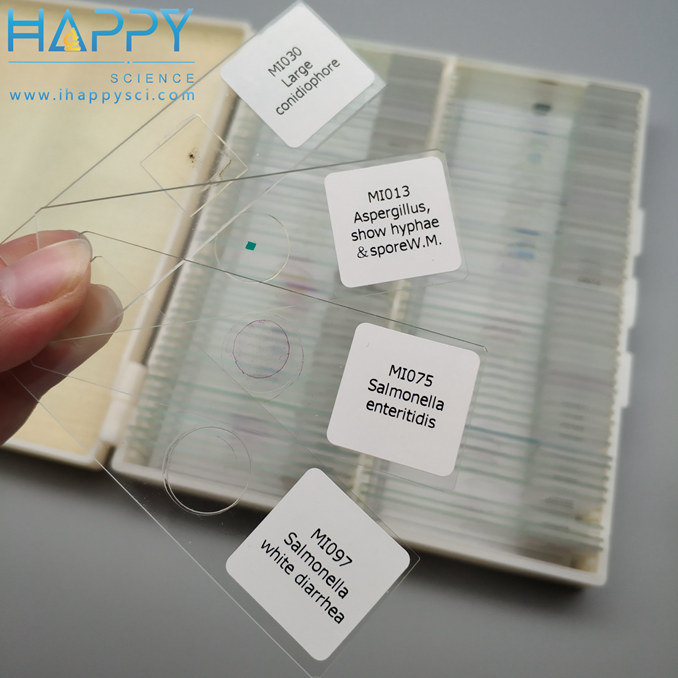 HAPPY
SCIENCE
www.ihappysci.com
MI030
Large
conidiophore
MI013
Aspergillus,
show hyphae
&sporeW.M.
MI075
Salmonella
enteritidis
MI097
Salmonella
white diarrhea